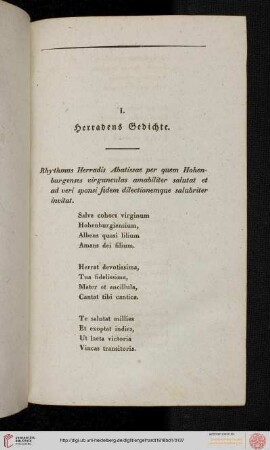 I.
Herradens Gedichte.
Rhythmus Herradis Abatissae per quem Hohen-
burgenses virgunculas amabiliter salutat et
ad veri sponsi fidem dilectionemque salubriter
invitat.
Salve cohors virginum
Hohenburgiensium,
Albens quasi lilium
Amans dei filium.
Herrat devotissima,
Tua fidelissima,
Mater et ancillula,
Cantat tibi cantica.
Te salutat millies
Et exoptat indies,
Ut laeta victoria
Vincas transitoria.